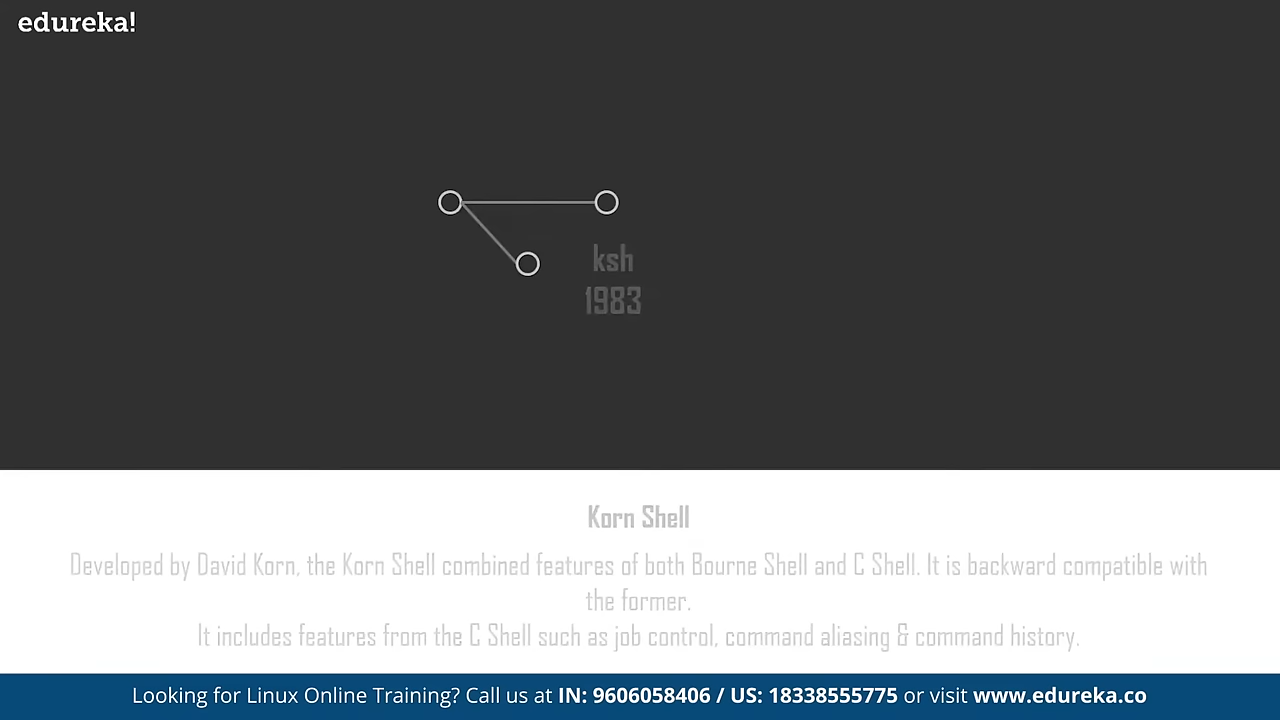 edureka!
ksh
1983
Korn Shell
Developed by David Korn, the Korn Shell combined features of both Bourne Shell and C Shell. It is backward compatible with
the former.
It includes features from the C Shell such as job control, command aliasing & command history.
Looking for Linux Online Training? Call us at IN: 9606058406 / US: 18338555775 or visit www.edureka.co